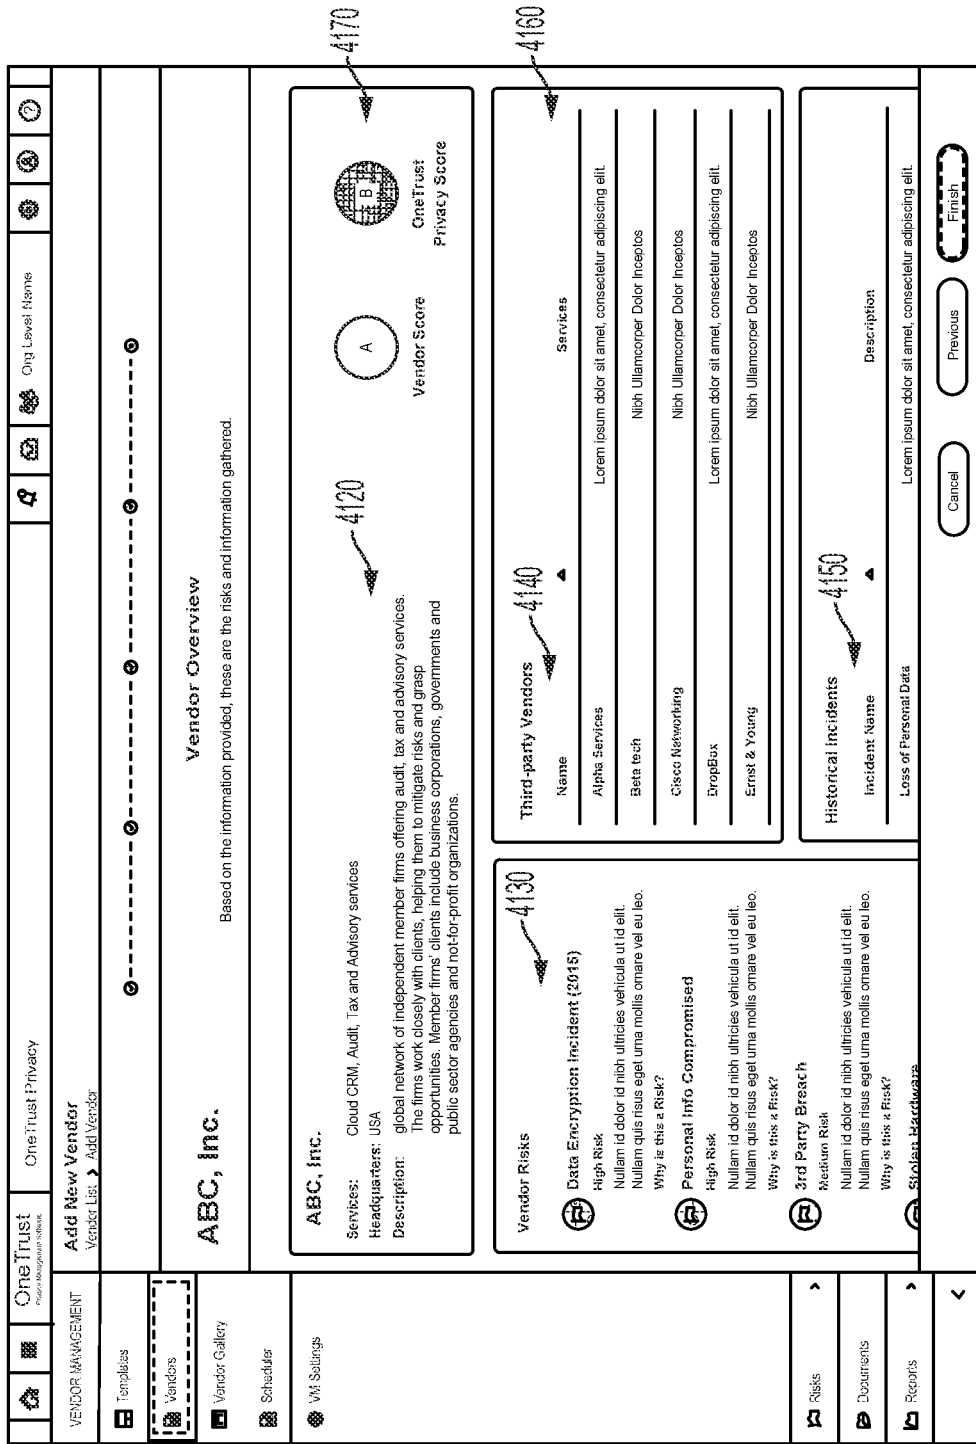 OneTrust
Privacy Management Software
OneTrust Privacy
Org Level Name
VENDOR MANAGEMENT
Templates
Vendors
Vendor Gallery
Scheduler
VM Settings
Risks
Documents
Reports
Add New Vendor
Vendor List > Add Vendor
Vendor Overview
Based on the information provided, these are the risks and information gathered.
ABC, Inc.
ABC, Inc.
Services: Cloud CRM, Audit, Tax and Advisory services
Headquarters: USA
Description: global network of independent member firms offering audit, tax and advisory services.
The firms work closely with clients, helping them to mitigate risks and grasp
opportunities. Member firms' clients include business corporations, governments and
public sector agencies and not-for-profit organizations.
4120
A
Vendor Score
B
OneTrust
Privacy Score
4170
Vendor Risks
4130
Data Encryption Incident (2015)
High Risk
Nullam id dolor id nibh ultricies vehicula ut id elit.
Nullam quis risus eget urna mollis ornare vel eu leo.
Why is this a Risk?
Personal Info Compromised
High Risk
Nullam id dolor id nibh ultricies vehicula ut id elit.
Nullam quis risus eget urna mollis ornare vel eu leo.
Why is this a Risk?
3rd Party Breach
Medium Risk
Nullam id dolor id nibh ultricies vehicula ut id elit.
Nullam quis risus eget urna mollis ornare vel eu leo.
Why is this a Risk?
Stolen Hardware
Third-party Vendors
4140
4160
Name Services
Alpha Services Lorem ipsum dolor sit amet, consectetur adipiscing elit.
Beta tech Nibh Ullamcorper Dolor Inceptos
Cisco Networking Nibh Ullamcorper Dolor Inceptos
DropBox Lorem ipsum dolor sit amet, consectetur adipiscing elit.
Ernst & Young Nibh Ullamcorper Dolor Inceptos
Historical Incidents
4150
Incident Name Description
Loss of Personal Data Lorem ipsum dolor sit amet, consectetur adipiscing elit.
Cancel
Previous
Finish